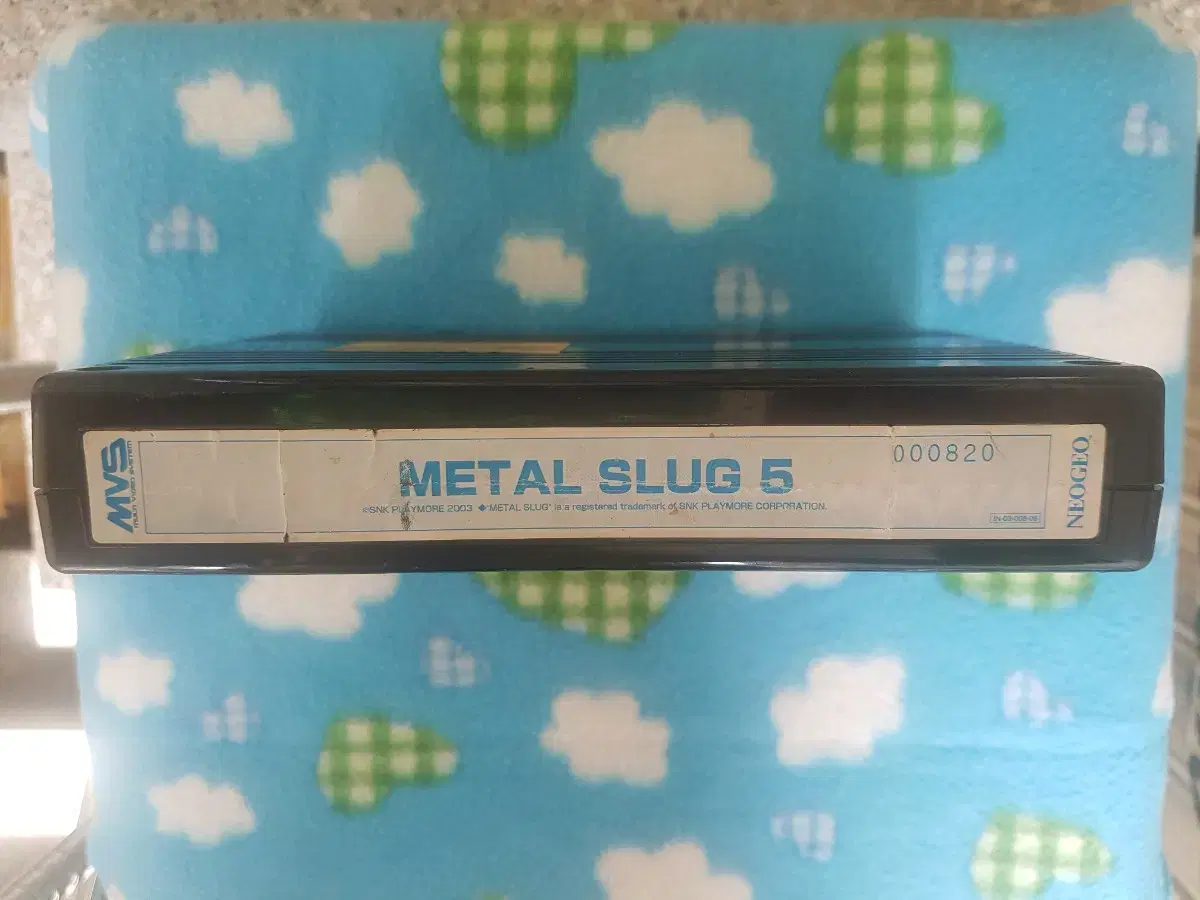 MVS
MULTI VIDEO SYSTEM
METAL SLUG 5
000820
©SNK PLAYMORE 2003 ◆"METAL SLUG" is a registered trademark of SNK PLAYMORE CORPORATION.
NEOGEO